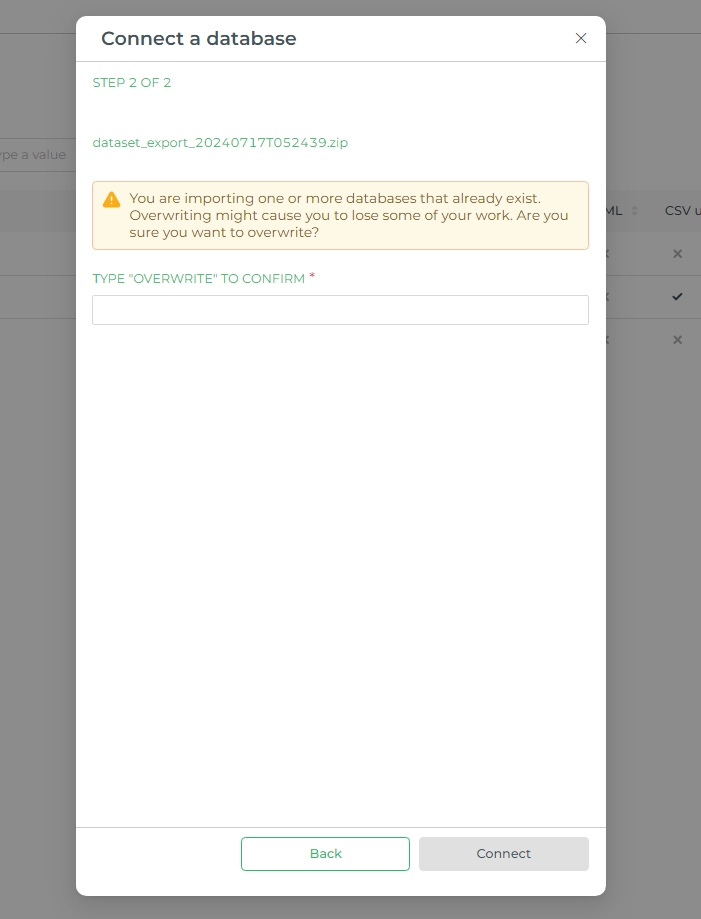 Connect a database
STEP 2 OF 2
dataset_export_20240717T052439.zip
ype a value
You are importing one or more databases that already exist.
Overwriting might cause you to lose some of your work. Are you
sure you want to overwrite?
ML
CSV u
TYPE "OVERWRITE" TO CONFIRM *
Back
Connect